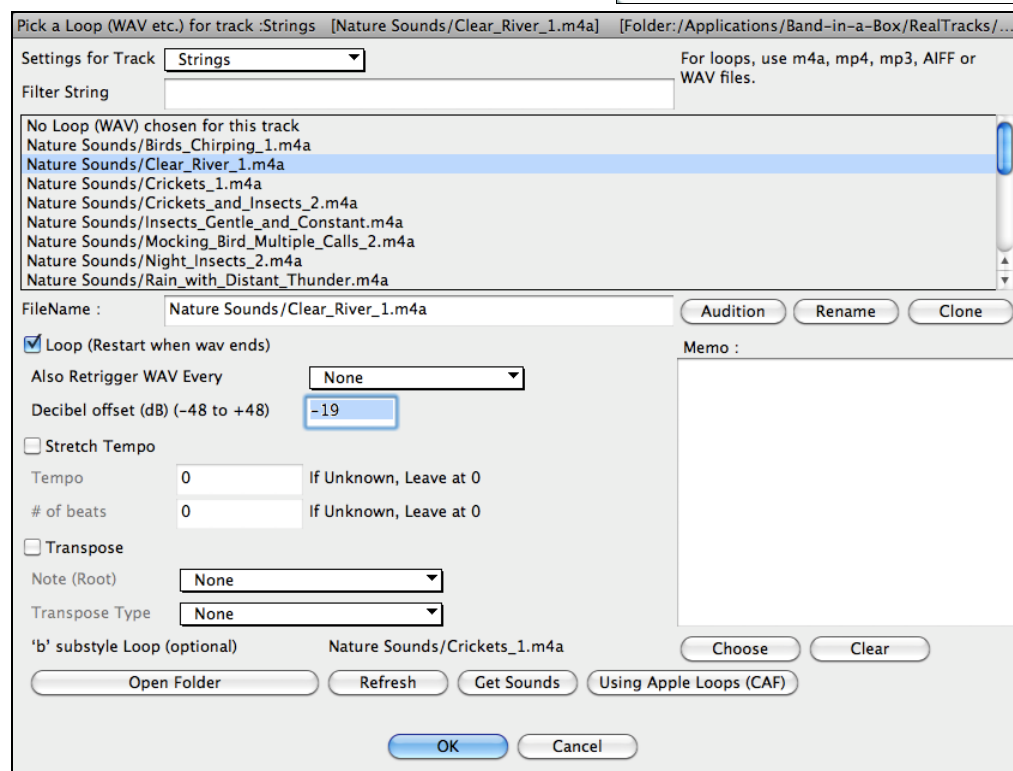 Pick a Loop (WAV etc.) for track :Strings [Nature Sounds/Clear_River_1.m4a] [Folder:/Applications/Band-in-a-Box/RealTracks/...
Settings for Track Strings
For loops, use m4a, mp4, mp3, AIFF or
WAV files.
Filter String
No Loop (WAV) chosen for this track
Nature Sounds/Birds_Chirping_1.m4a
Nature Sounds/Clear_River_1.m4a
Nature Sounds/Crickets_1.m4a
Nature Sounds/Crickets_and_Insects_2.m4a
Nature Sounds/Insects_Gentle_and_Constant.m4a
Nature Sounds/Mocking_Bird_Multiple_Calls_2.m4a
Nature Sounds/Night_Insects_2.m4a
Nature Sounds/Rain_with_Distant_Thunder.m4a
FileName : Nature Sounds/Clear_River_1.m4a Audition Rename Clone
Loop (Restart when wav ends)
Memo :
Also Retrigger WAV Every None
Decibel offset (dB) (-48 to +48) -19
Stretch Tempo
Tempo 0 If Unknown, Leave at 0
# of beats 0 If Unknown, Leave at 0
Transpose
Note (Root) None
Transpose Type None
‘b’ substyle Loop (optional) Nature Sounds/Crickets_1.m4a Choose Clear
Open Folder Refresh Get Sounds Using Apple Loops (CAF)
OK Cancel